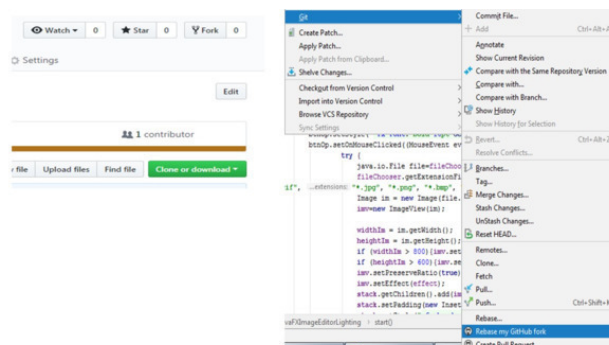 Watch 0 Star 0 Fork 0
Settings
Edit
1 contributor
file Upload files Find file Clone or download
Git
Create Patch...
Apply Patch...
Apply Patch from Clipboard...
Shelve Changes...
Checkout from Version Control
Import into Version Control
Browse VCS Repository
Sync Settings
btnOp.setOnMouseClicked((MouseEvent ev
try {
java.io.File file=fileChoo
fileChooser.getExtensionFi
if", ...extensions: "*.jpg", "*.png", "*.bmp",
Image im = new Image(file.
imv=new ImageView(im);
widthIm = im.getWidth();
heightIm = im.getHeight();
if (widthIm > 800){imv.set
if (heightIm > 600){imv.se
imv.setPreserveRatio(true)
imv.setEffect(effect);
stack.getChildren().add(im
stack.setPadding(new Inset
vaFXImageEditorLighting > start()
Commit File...
+ Add Ctrl+Alt+A
Annotate
Show Current Revision
Compare with the Same Repository Version
Compare with...
Compare with Branch...
Show History
Show History for Selection
Revert... Ctrl+Alt+Z
Resolve Conflicts...
Branches...
Tag...
Merge Changes...
Stash Changes...
UnStash Changes...
Reset HEAD...
Remotes...
Clone...
Fetch
Pull...
Push... Ctrl+Shift+K
Rebase...
Rebase my GitHub fork
Create Pull Request